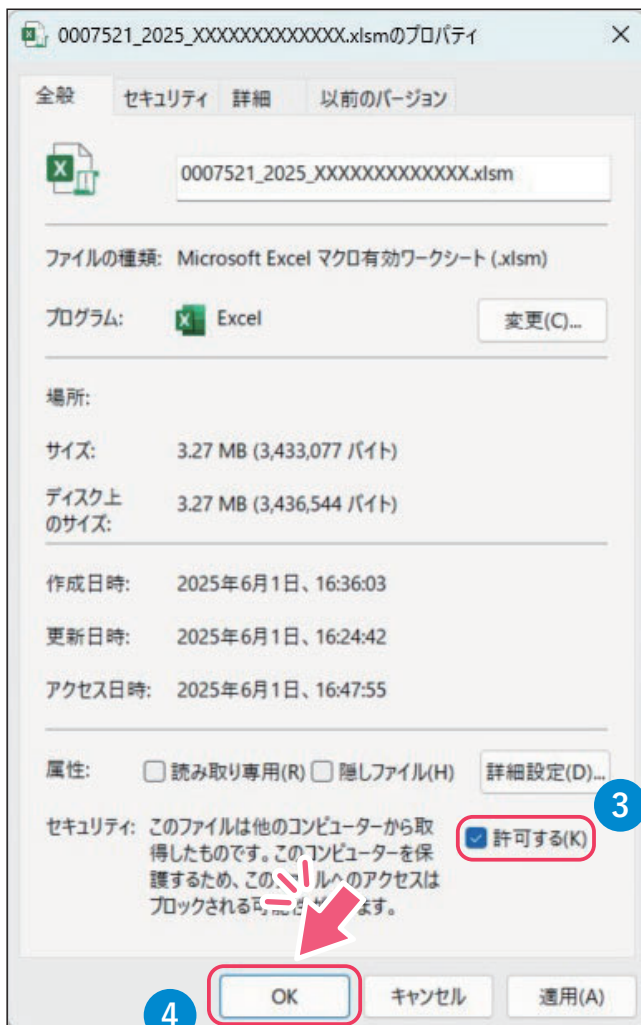 0007521_2025_XXXXXXXXXXXXX.xlsmのプロパティ
全般 セキュリティ 詳細 以前のバージョン
0007521_2025_XXXXXXXXXXXXX.xlsm
ファイルの種類: Microsoft Excel マクロ有効ワークシート (.xlsm)
プログラム: Excel 変更(C)...
場所:
サイズ: 3.27 MB (3,433,077 バイト)
ディスク上
のサイズ: 3.27 MB (3,436,544 バイト)
作成日時: 2025年6月1日、16:36:03
更新日時: 2025年6月1日、16:24:42
アクセス日時: 2025年6月1日、16:47:55
属性: 読み取り専用(R) 隠しファイル(H) 詳細設定(D)...
3
セキュリティ: このファイルは他のコンピューターから取 許可する(K)
得したものです。このコンピューターを保
護するため、このファイルへのアクセスは
ブロックされる可能ます。
4
OK キャンセル 適用(A)